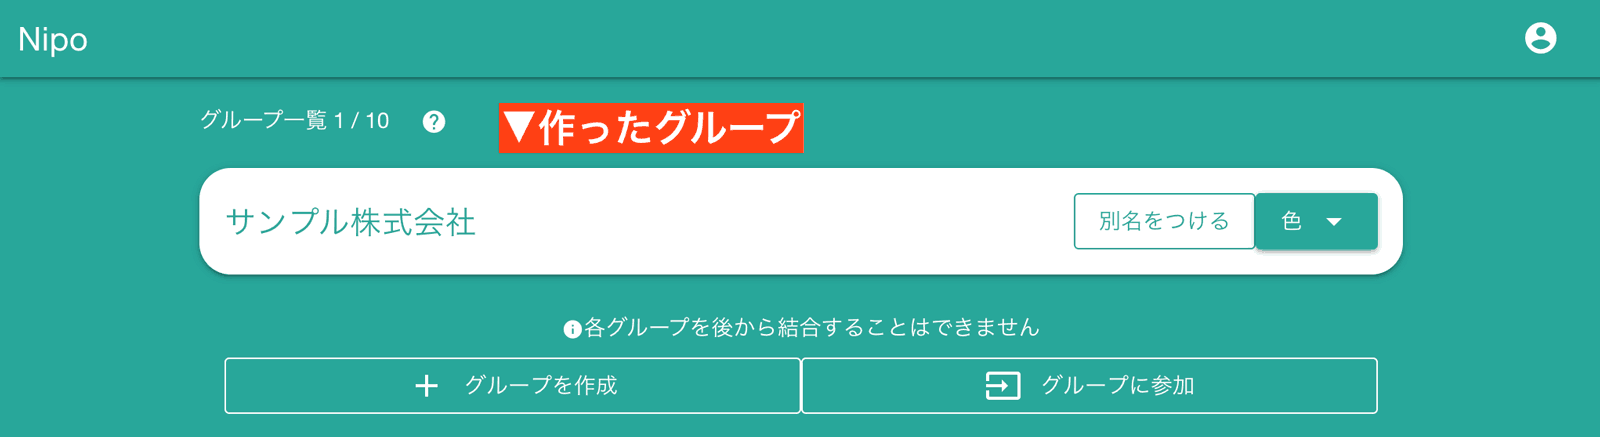 Nipo
グループ一覧 1 / 10
▼作ったグループ
サンプル株式会社
別名をつける
色
各グループを後から結合することはできません
グループを作成
グループに参加